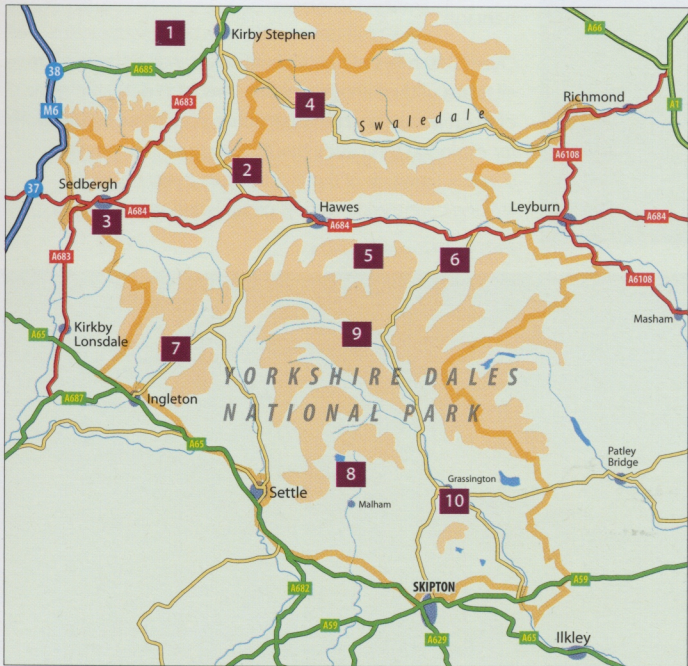 1
Kirby Stephen
A66
38
A685
A683
M6
4
Swaledale
Richmond
A1
A6108
2
37
Sedbergh
3
A684
Hawes
A684
Leyburn
A684
A683
5
6
A6108
Masham
Kirkby
Lonsdale
A65
7
9
YORKSHIRE DALES
NATIONAL PARK
A687
Ingleton
A65
8
Malham
Settle
Grassington
10
Patley
Bridge
SKIPTON
A59
A682
A59
A629
A65
Ilkley